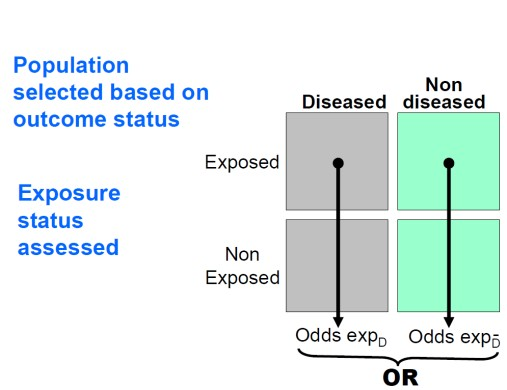 Population
selected based on
outcome status
Exposure
status
assessed
Diseased
Non
diseased
Exposed
Non
Exposed
Odds exp_D
Odds exp_D̄
OR